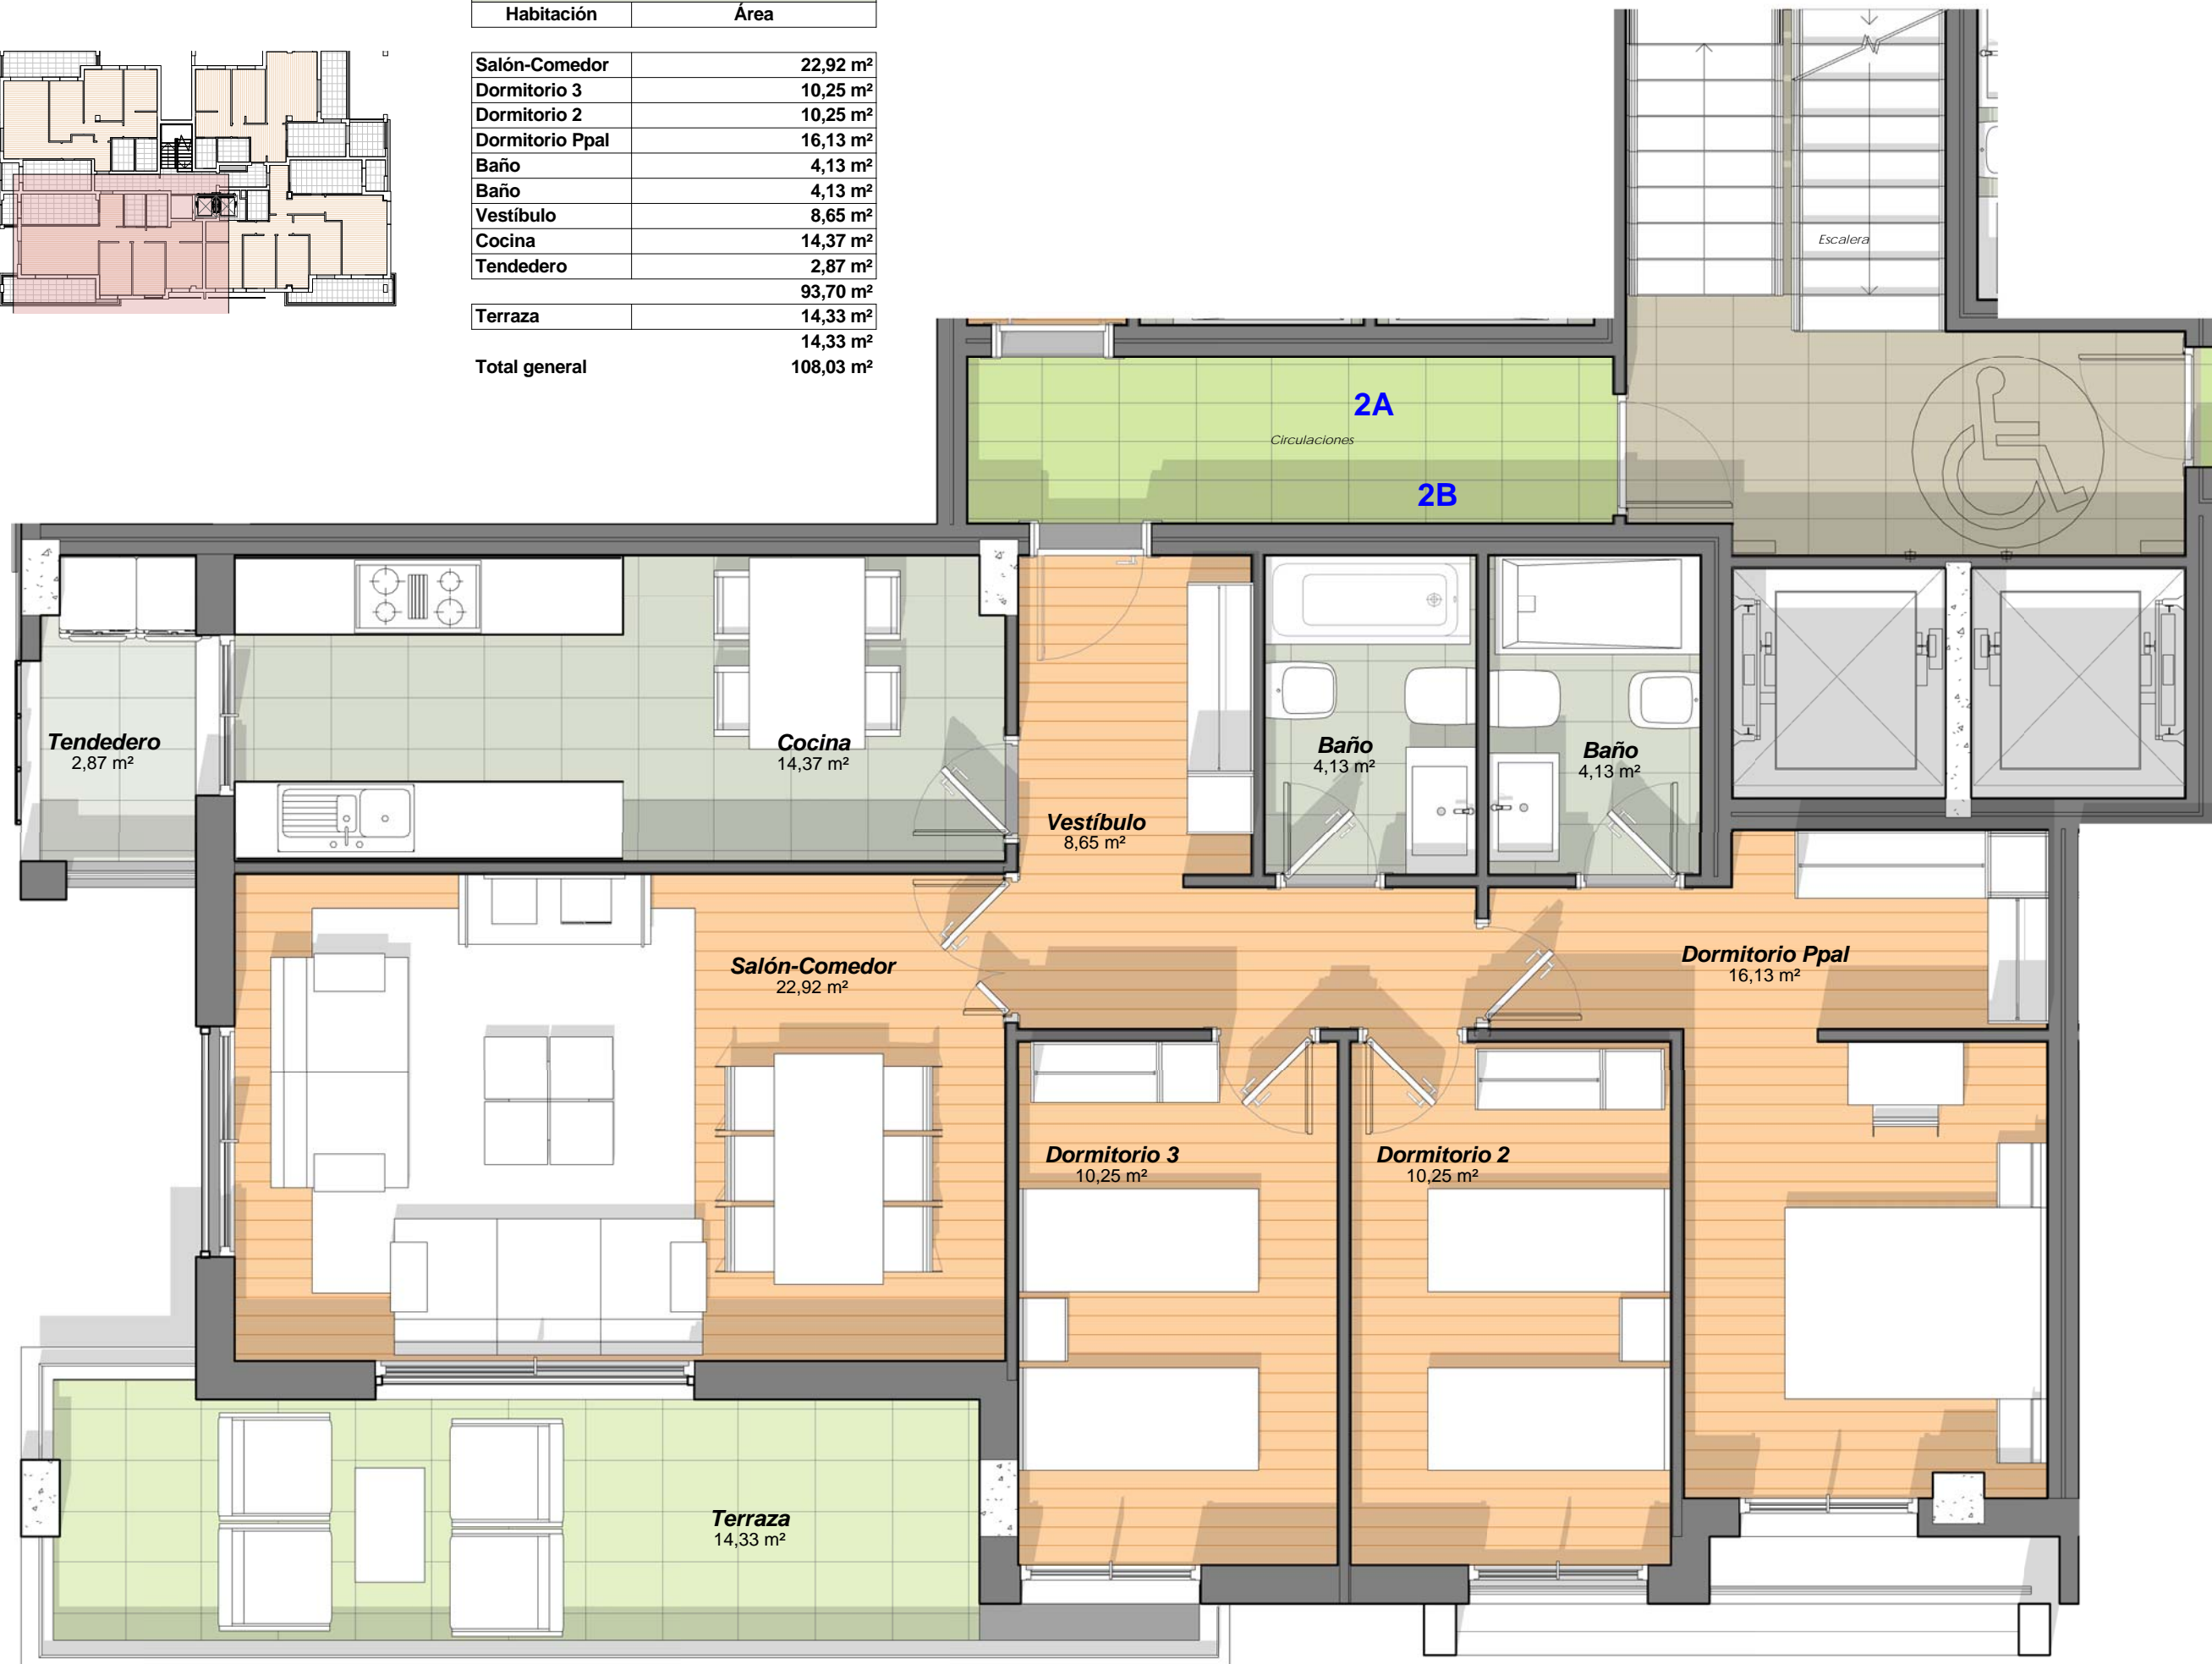 Habitación Área
Salón-Comedor 22,92 m²
Dormitorio 3 10,25 m²
Dormitorio 2 10,25 m²
Dormitorio Ppal 16,13 m²
Baño 4,13 m²
Baño 4,13 m²
Vestíbulo 8,65 m²
Cocina 14,37 m²
Tendedero 2,87 m²
93,70 m²
Terraza 14,33 m²
14,33 m²
Total general 108,03 m²
Escalera
2A
Circulaciones
2B
Tendedero
2,87 m²
Cocina
14,37 m²
Baño
4,13 m²
Baño
4,13 m²
Vestíbulo
8,65 m²
Salón-Comedor
22,92 m²
Dormitorio Ppal
16,13 m²
Dormitorio 3
10,25 m²
Dormitorio 2
10,25 m²
Terraza
14,33 m²